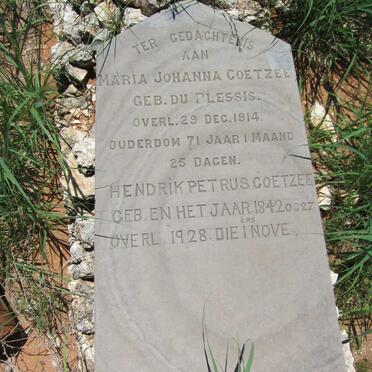 TER GEDACHTENIS
AAN
MARIA JOHANNA COETZEE
GEB. DU PLESSIS.
OVERL. 29 DEC. 1914.
OUDERDOM 71 JAAR 1 MAAND
25 DAGEN.
HENDRIK PETRUS COETZEE
GEB. EN HET JAAR. 1842 OG 27
OVERL. 1928. DIE 1 NOVE.